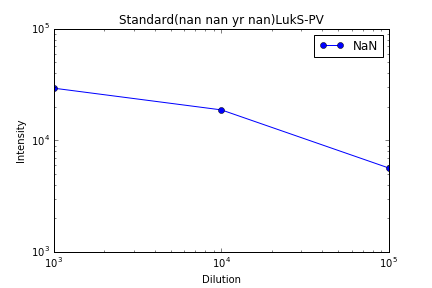 Standard(nan nan yr nan)LukS-PV
NaN
10^5
10^4
10^3
Intensity
10^3 10^4 10^5
Dilution